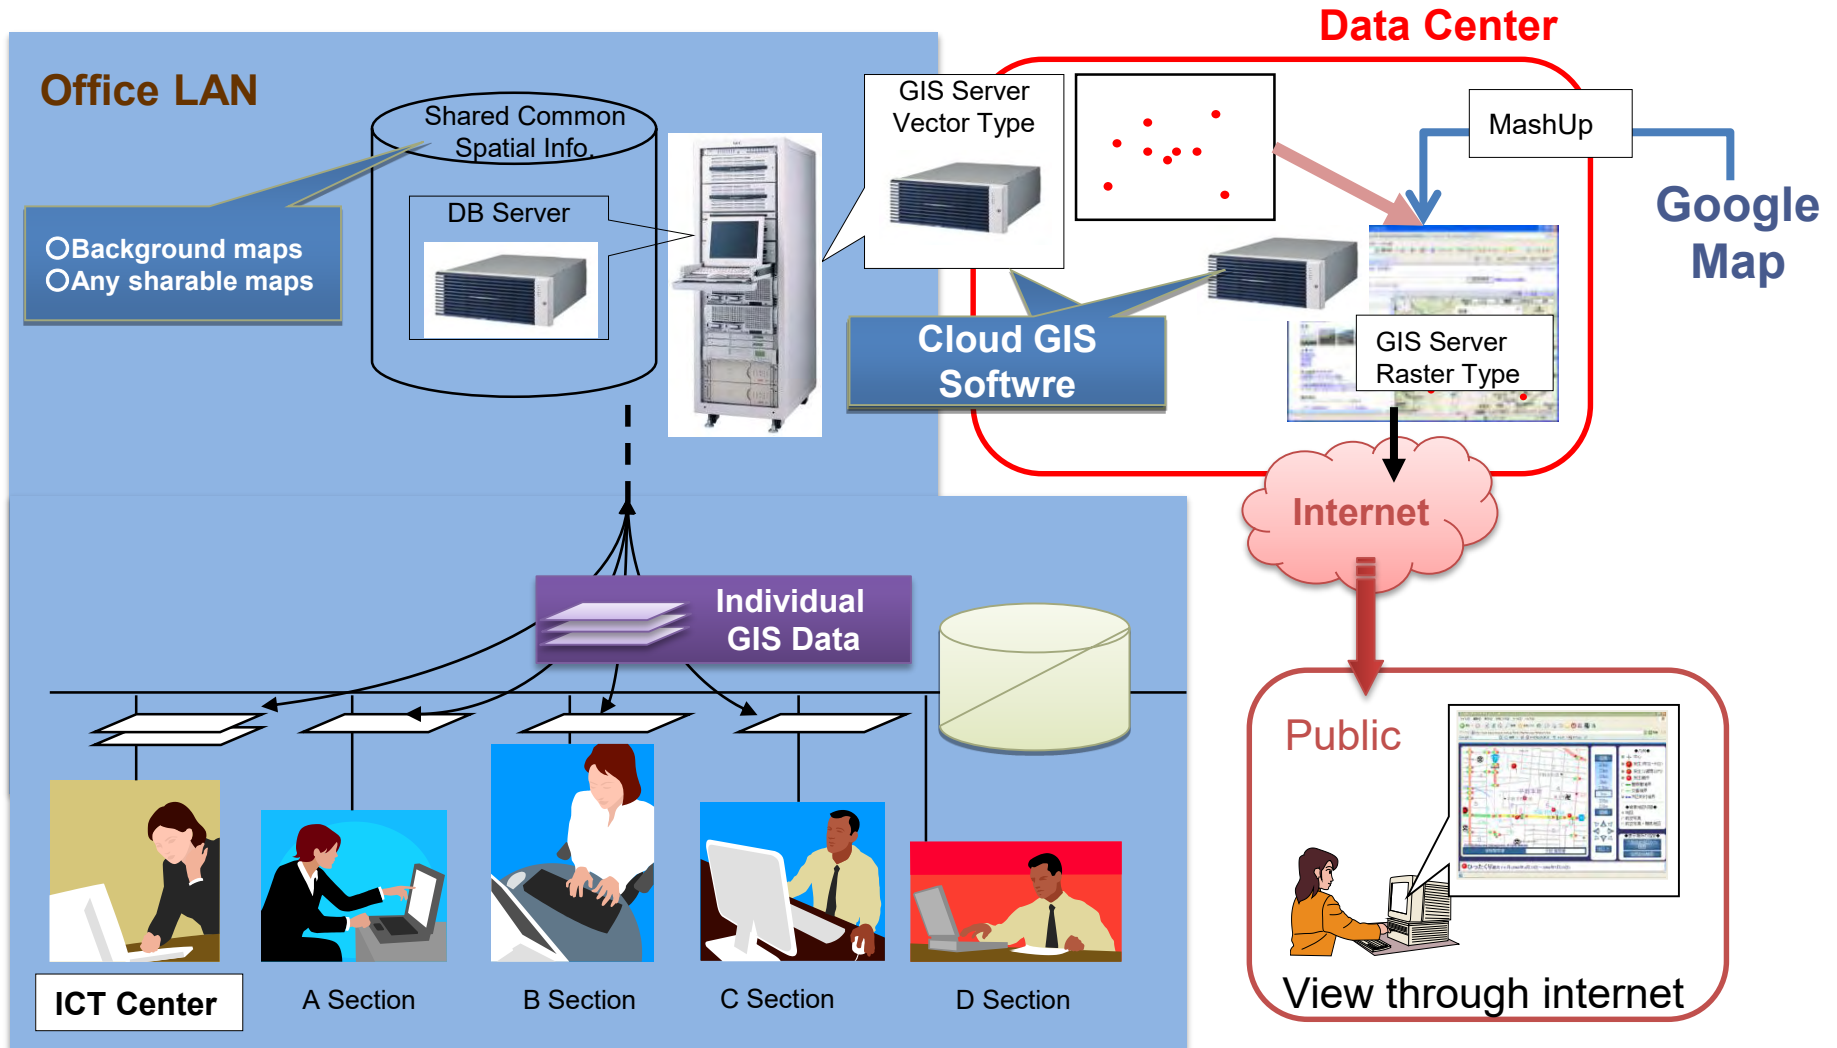 Data Center
Office LAN
Shared Common
Spatial Info.
GIS Server
Vector Type
MashUp
Google
Map
DB Server
○Background maps
○Any sharable maps
Cloud GIS
Softwre
GIS Server
Raster Type
Internet
Individual
GIS Data
Public
ICT Center
A Section
B Section
C Section
D Section
View through internet